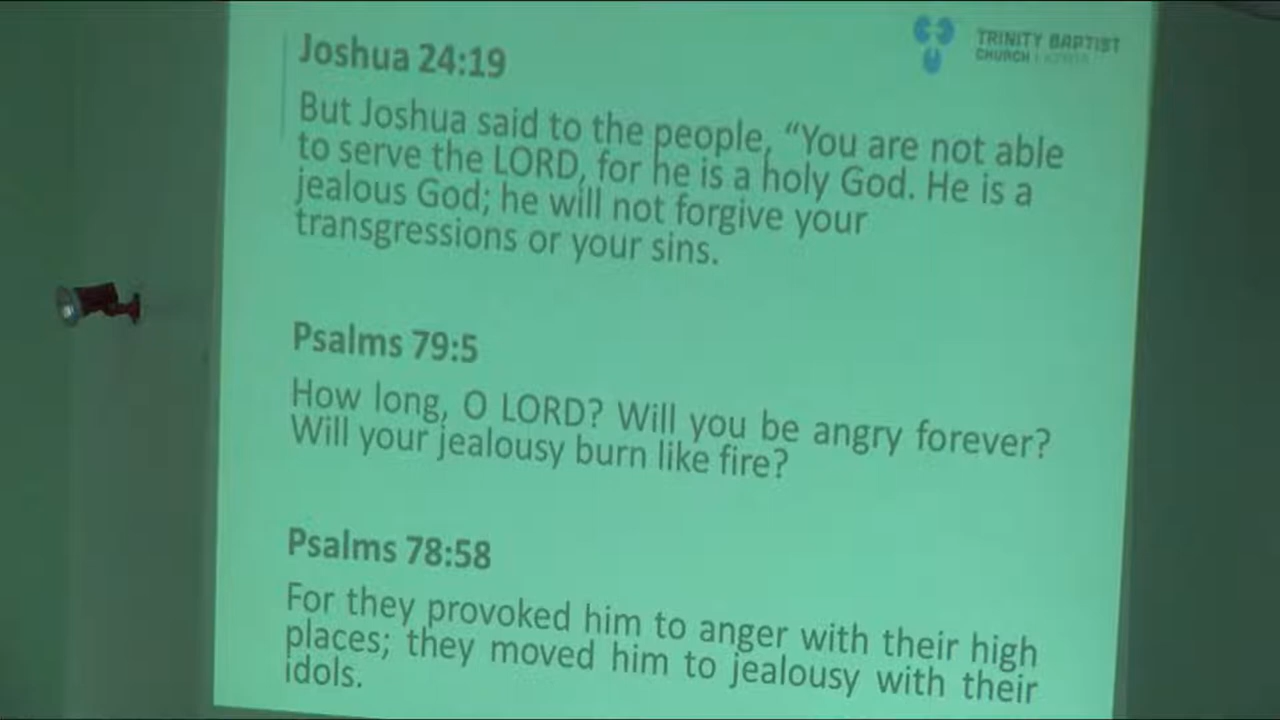 TRINITY BAPTIST
CHURCH
Joshua 24:19
But Joshua said to the people, “You are not able
to serve the LORD, for he is a holy God. He is a
jealous God; he will not forgive your
transgressions or your sins.
Psalms 79:5
How long, O LORD? Will you be angry forever?
Will your jealousy burn like fire?
Psalms 78:58
For they provoked him to anger with their high
places; they moved him to jealousy with their
idols.